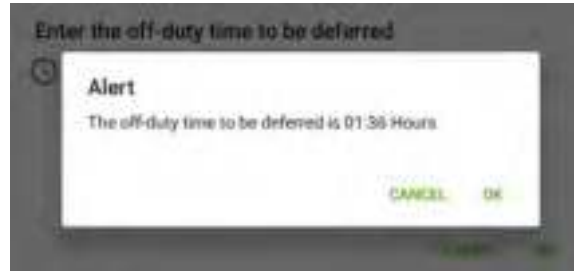 Enter the off-duty time to be deferred
Alert
The off-duty time to be deferred is 01:36 Hours
CANCEL OK